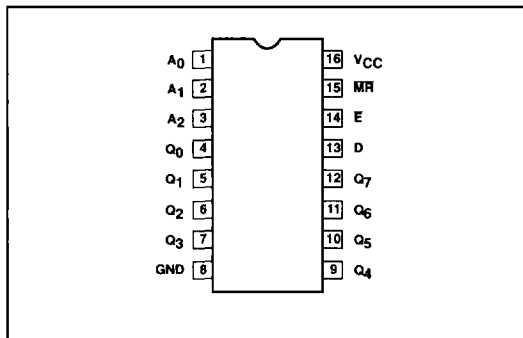 A0 1 16 VCC
A1 2 15 M̅R̅
A2 3 14 E̅
Q0 4 13 D
Q1 5 12 Q7
Q2 6 11 Q6
Q3 7 10 Q5
GND 8 9 Q4